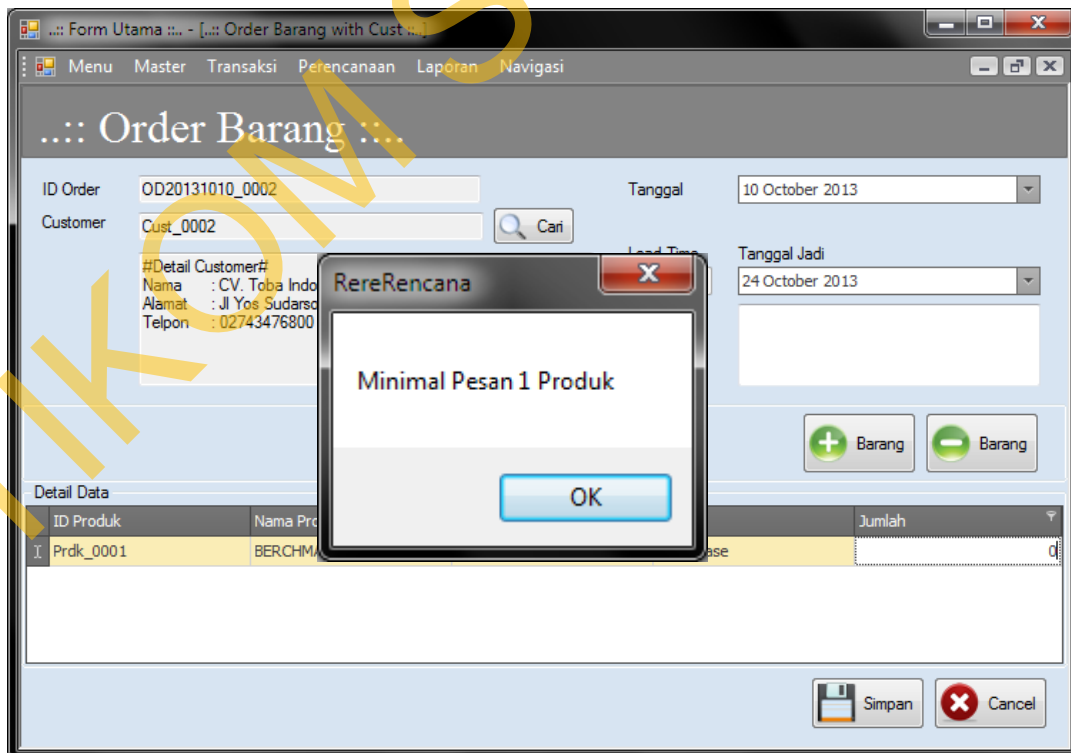 ..:: Form Utama ::.. - [..:: Order Barang with Cust ::..]
Menu Master Transaksi Perencanaan Laporan Navigasi
..:: Order Barang ::..
ID Order OD20131010_0002 Tanggal 10 October 2013
Customer Cust_0002 Cari
Lead Time Tanggal Jadi
24 October 2013
#Detail Customer#
Nama : CV. Toba Indo
Alamat : Jl Yos Sudarso
Telpon : 02743476800
RereRencana
Minimal Pesan 1 Produk
OK
Barang Barang
Detail Data
ID Produk Nama Jumlah
Prdk_0001 0
Simpan Cancel
IKOM S